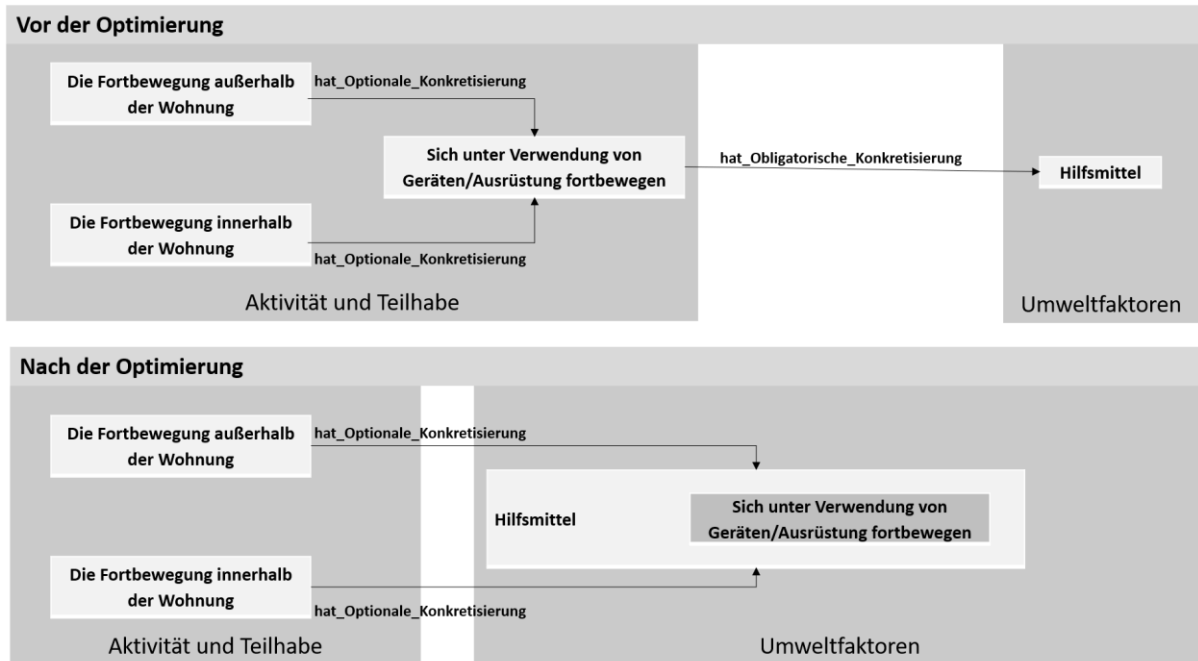 Vor der Optimierung
Die Fortbewegung außerhalb
der Wohnung
hat_Optionale_Konkretisierung
Sich unter Verwendung von
Geräten/Ausrüstung fortbewegen
hat_Obligatorische_Konkretisierung
Hilfsmittel
Die Fortbewegung innerhalb
der Wohnung
hat_Optionale_Konkretisierung
Aktivität und Teilhabe
Umweltfaktoren
Nach der Optimierung
Die Fortbewegung außerhalb
der Wohnung
hat_Optionale_Konkretisierung
Hilfsmittel
Sich unter Verwendung von
Geräten/Ausrüstung fortbewegen
Die Fortbewegung innerhalb
der Wohnung
hat_Optionale_Konkretisierung
Aktivität und Teilhabe
Umweltfaktoren